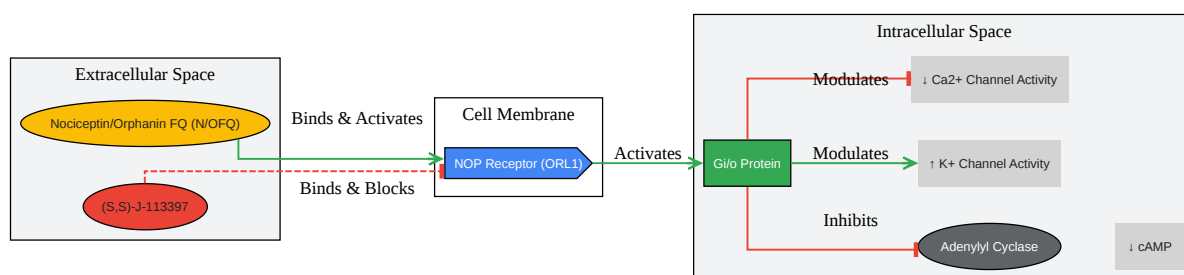 Extracellular Space
Nociceptin/Orphanin FQ (N/OFQ)
(S,S)-J-113397
Binds & Activates
Binds & Blocks
Cell Membrane
NOP Receptor (ORL1)
Activates
Intracellular Space
Gi/o Protein
Modulates
↓ Ca2+ Channel Activity
Modulates
↑ K+ Channel Activity
Inhibits
Adenylyl Cyclase
↓ cAMP